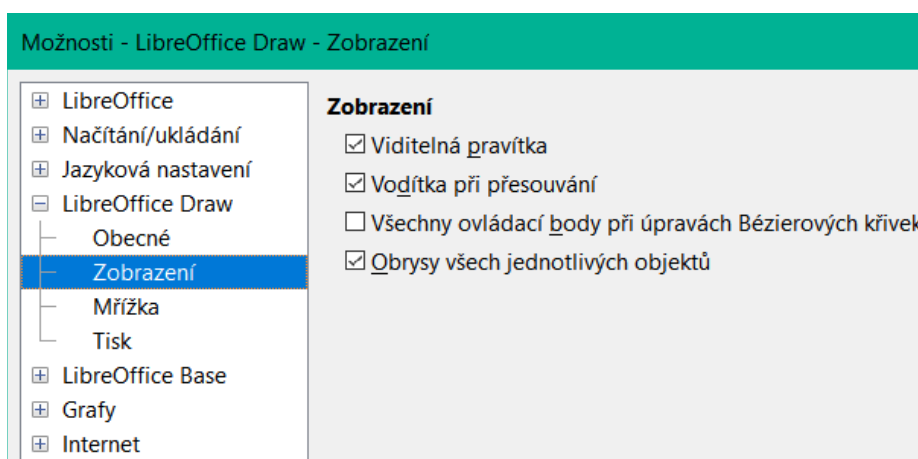 Možnosti - LibreOffice Draw - Zobrazení
LibreOffice
Načítání/ukládání
Jazyková nastavení
LibreOffice Draw
Obecné
Zobrazení
Mřížka
Tisk
LibreOffice Base
Grafy
Internet
Zobrazení
Viditelná pravítka
Vodítka při přesouvání
Všechny ovládací body při úpravách Bézierových křivek
Obrysy všech jednotlivých objektů